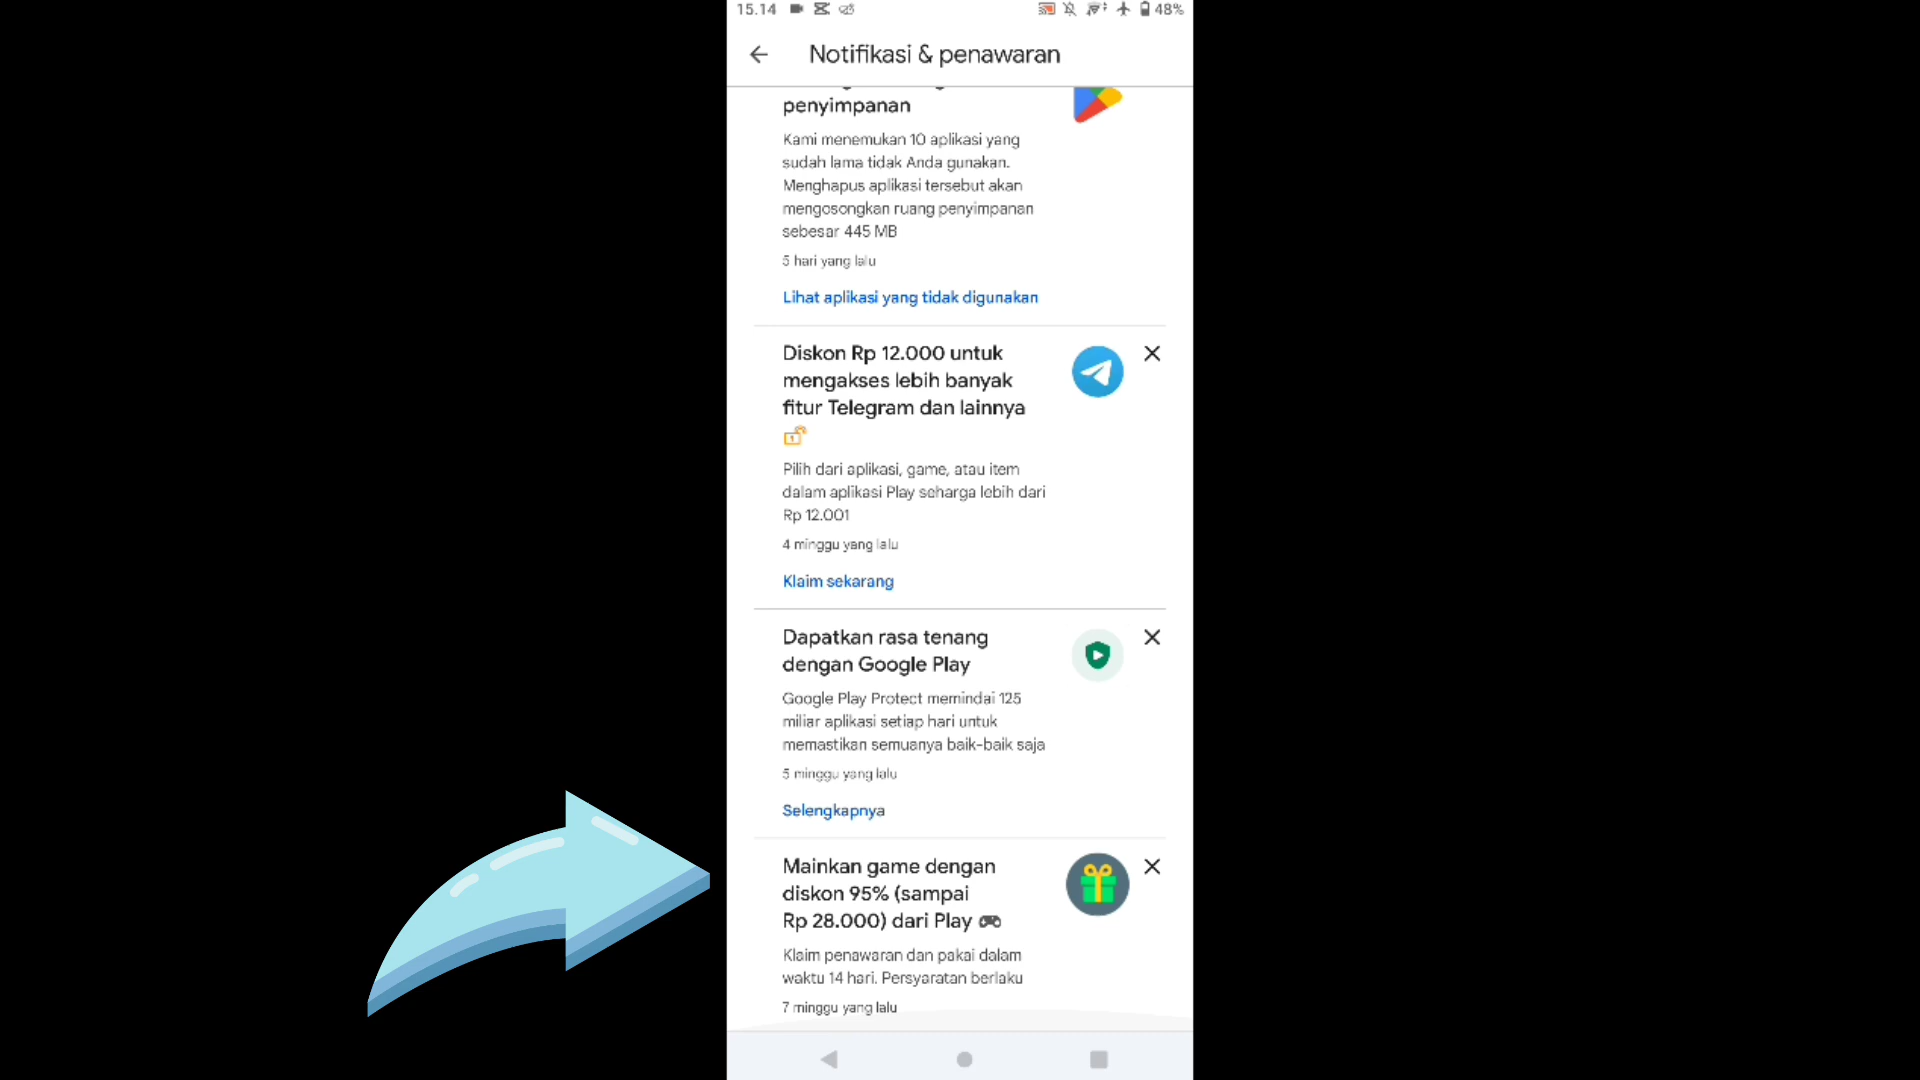 15.14
48%
Notifikasi & penawaran
penyimpanan
Kami menemukan 10 aplikasi yang
sudah lama tidak Anda gunakan.
Menghapus aplikasi tersebut akan
mengosongkan ruang penyimpanan
sebesar 445 MB
5 hari yang lalu
Lihat aplikasi yang tidak digunakan
Diskon Rp 12.000 untuk
mengakses lebih banyak
fitur Telegram dan lainnya
Pilih dari aplikasi, game, atau item
dalam aplikasi Play seharga lebih dari
Rp 12.001
4 minggu yang lalu
Klaim sekarang
Dapatkan rasa tenang
dengan Google Play
Google Play Protect memindai 125
miliar aplikasi setiap hari untuk
memastikan semuanya baik-baik saja
5 minggu yang lalu
Selengkapnya
Mainkan game dengan
diskon 95% (sampai
Rp 28.000) dari Play
Klaim penawaran dan pakai dalam
waktu 14 hari. Persyaratan berlaku
7 minggu yang lalu